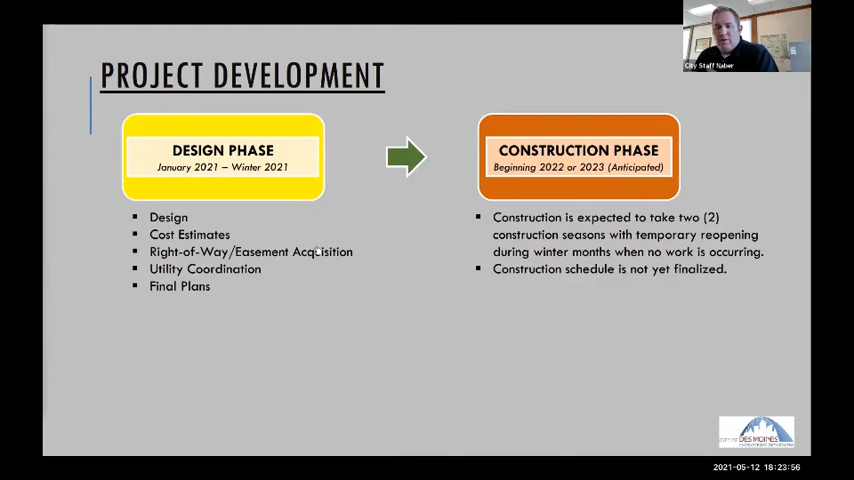 City Staff Naber
PROJECT DEVELOPMENT
DESIGN PHASE
January 2021 – Winter 2021
▪ Design
▪ Cost Estimates
▪ Right-of-Way/Easement Acquisition
▪ Utility Coordination
▪ Final Plans
CONSTRUCTION PHASE
Beginning 2022 or 2023 (Anticipated)
▪ Construction is expected to take two (2)
construction seasons with temporary reopening
during winter months when no work is occurring.
▪ Construction schedule is not yet finalized.
CITY OF DES MOINES
2021-05-12 18:23:56